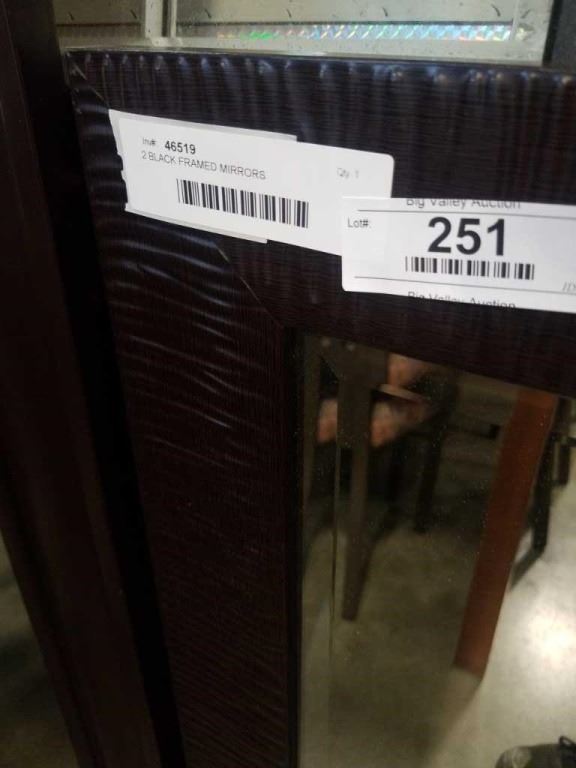 Inv# 46519
2 BLACK FRAMED MIRRORS
Qty 1
Big Valley Auction
Lot#: 251
Big Valley Auction